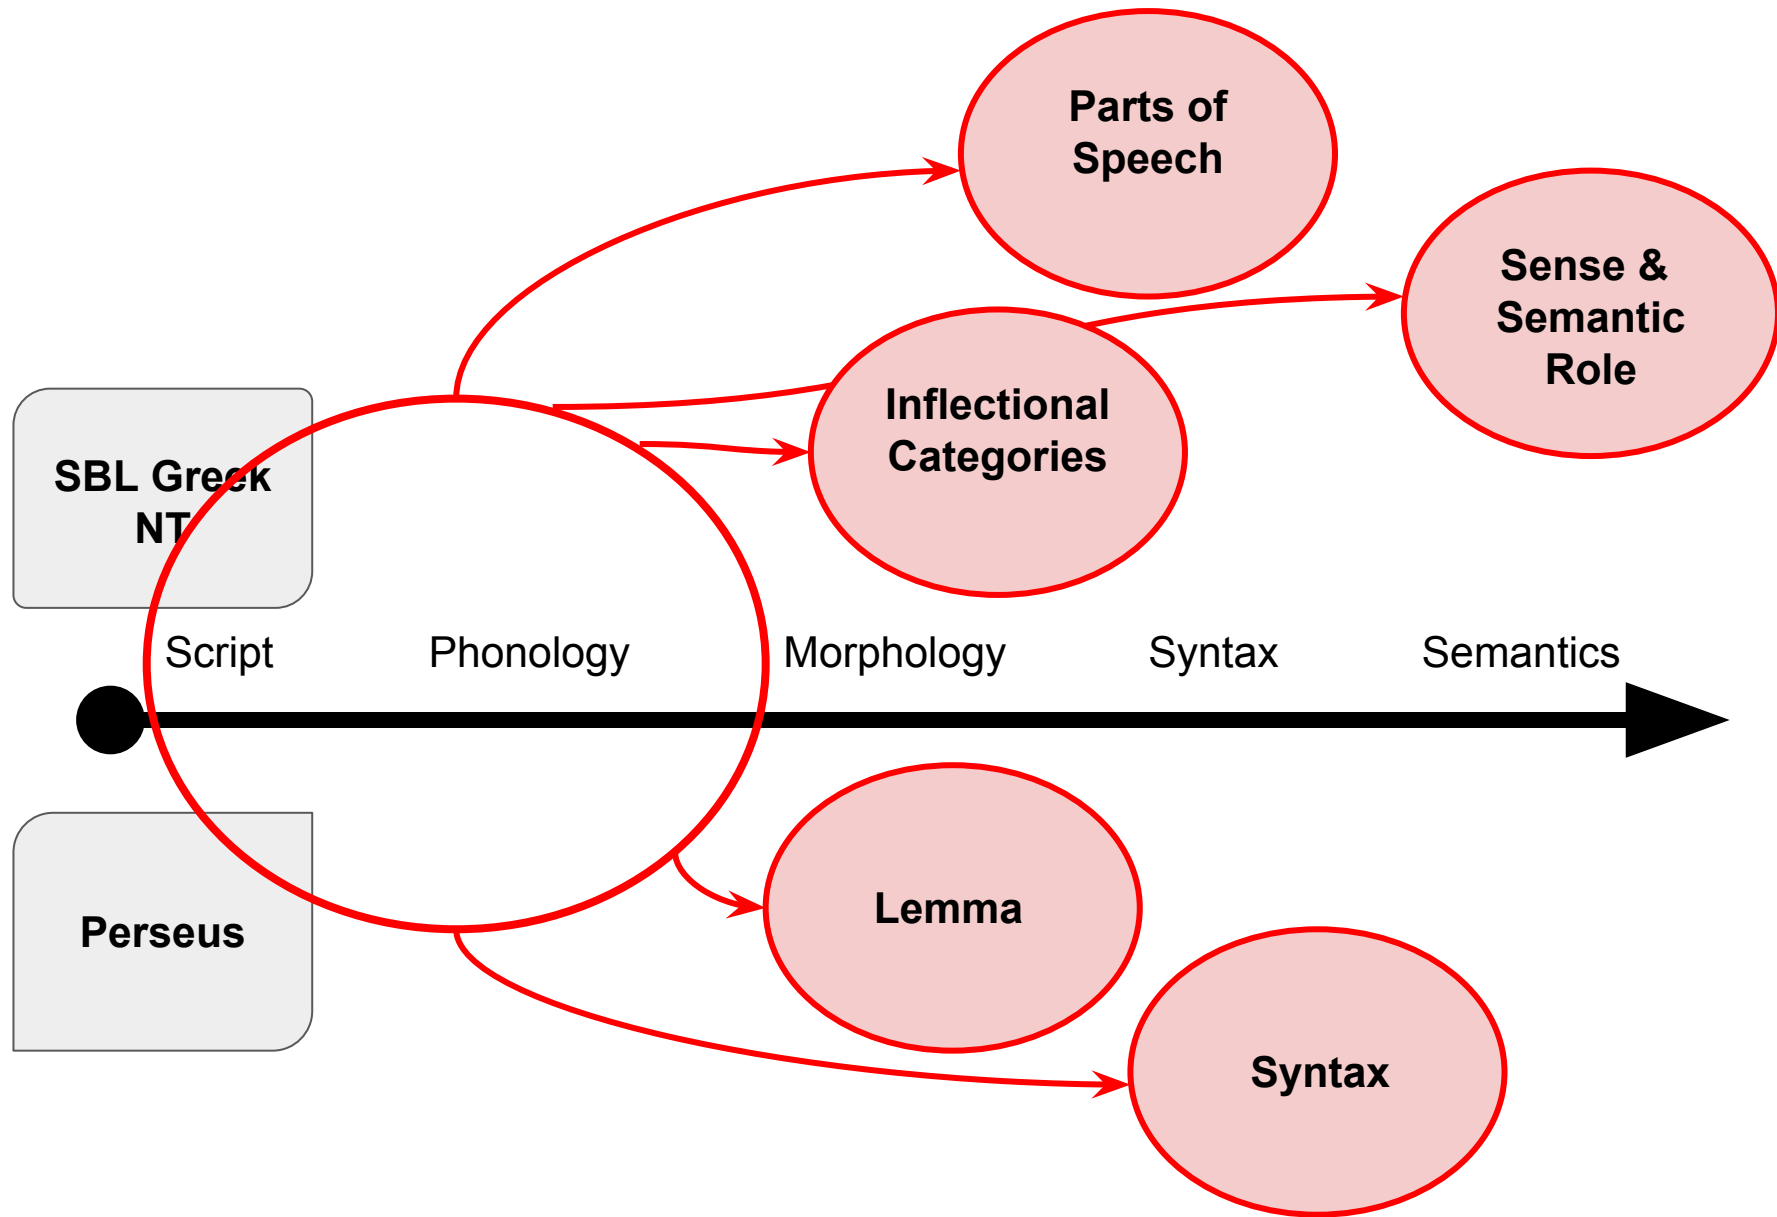 Parts of
Speech
Sense &
Semantic
Role
Inflectional
Categories
SBL Greek
NT
Script Phonology Morphology Syntax Semantics
Lemma
Perseus
Syntax